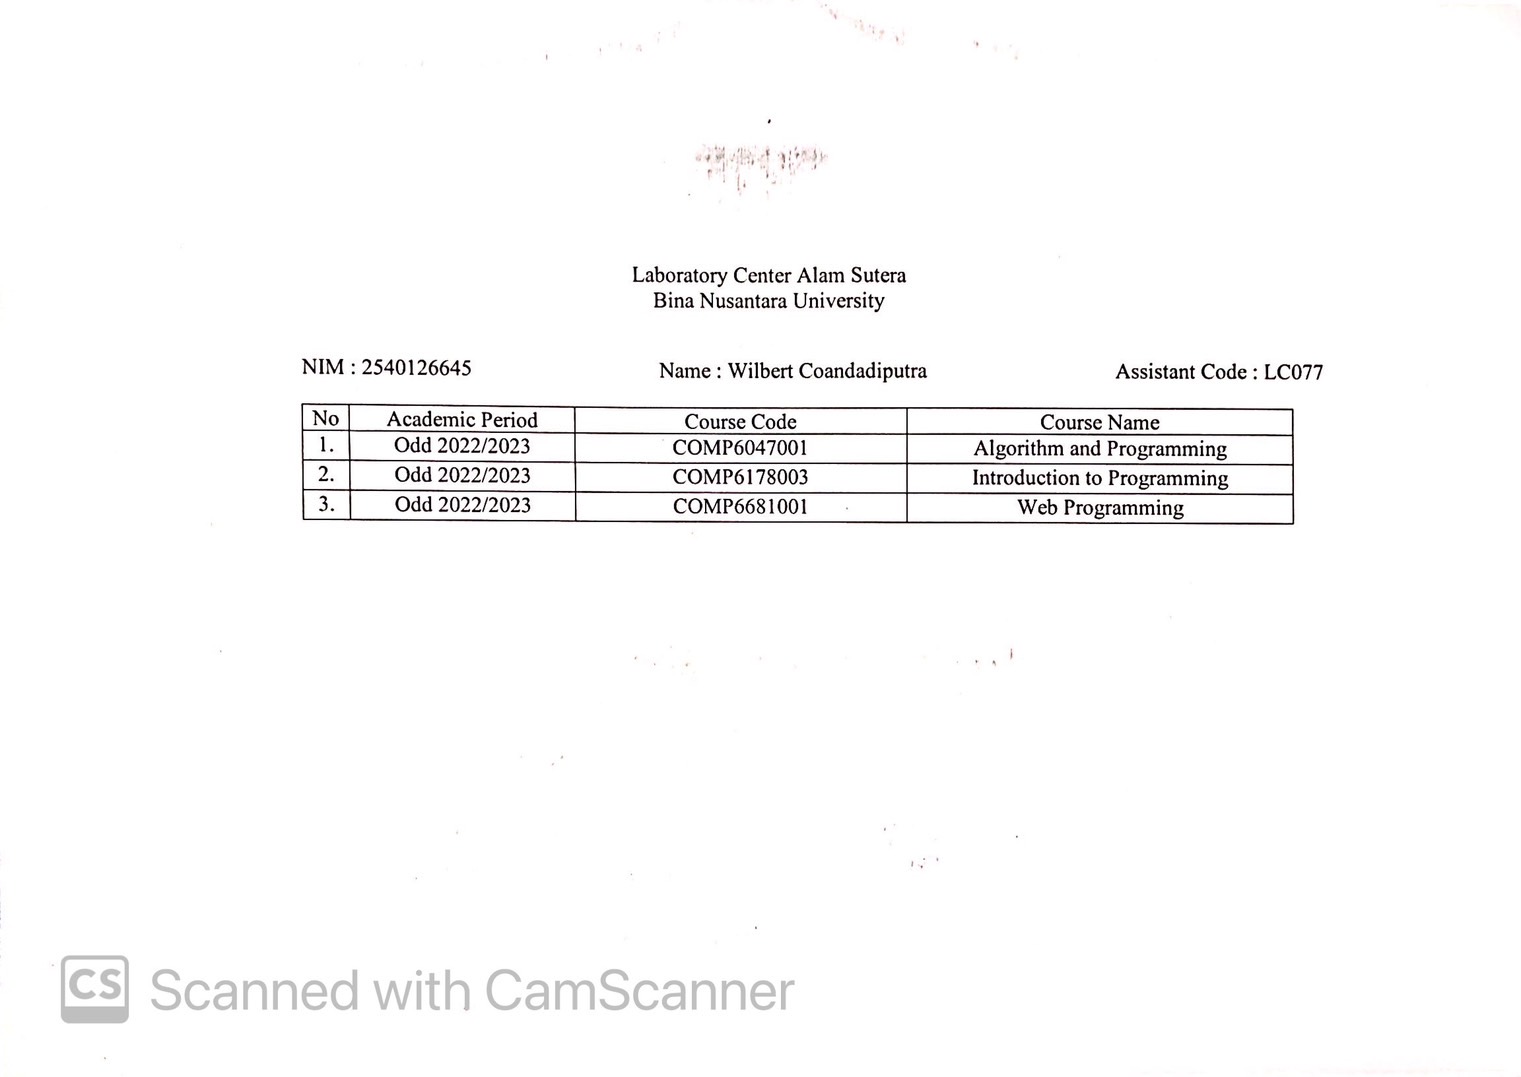 Laboratory Center Alam Sutera
Bina Nusantara University
NIM : 2540126645 Name : Wilbert Coandadiputra Assistant Code : LC077
No Academic Period Course Code Course Name
1. Odd 2022/2023 COMP6047001 Algorithm and Programming
2. Odd 2022/2023 COMP6178003 Introduction to Programming
3. Odd 2022/2023 COMP6681001 Web Programming
CS Scanned with CamScanner